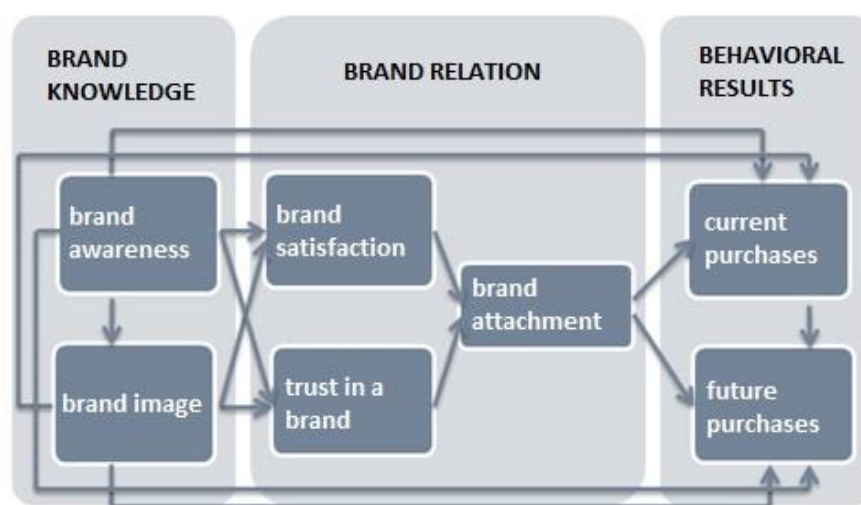 BRAND
KNOWLEDGE
BRAND RELATION
BEHAVIORAL
RESULTS
brand
awareness
brand
satisfaction
current
purchases
brand
attachment
brand image
trust in a
brand
future
purchases